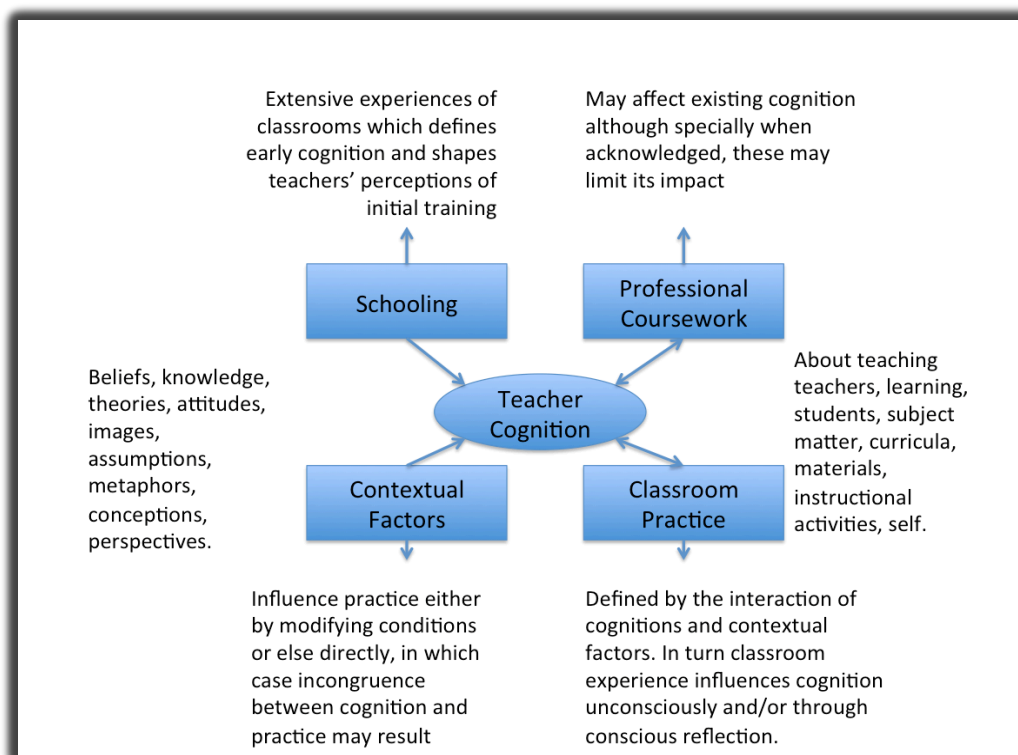 Extensive experiences of
classrooms which defines
early cognition and shapes
teachers’ perceptions of
initial training
May affect existing cognition
although specially when
acknowledged, these may
limit its impact
Schooling
Professional
Coursework
Beliefs, knowledge,
theories, attitudes,
images,
assumptions,
metaphors,
conceptions,
perspectives.
Teacher
Cognition
About teaching
teachers, learning,
students, subject
matter, curricula,
materials,
instructional
activities, self.
Contextual
Factors
Classroom
Practice
Influence practice either
by modifying conditions
or else directly, in which
case incongruence
between cognition and
practice may result
Defined by the interaction of
cognitions and contextual
factors. In turn classroom
experience influences cognition
unconsciously and/or through
conscious reflection.